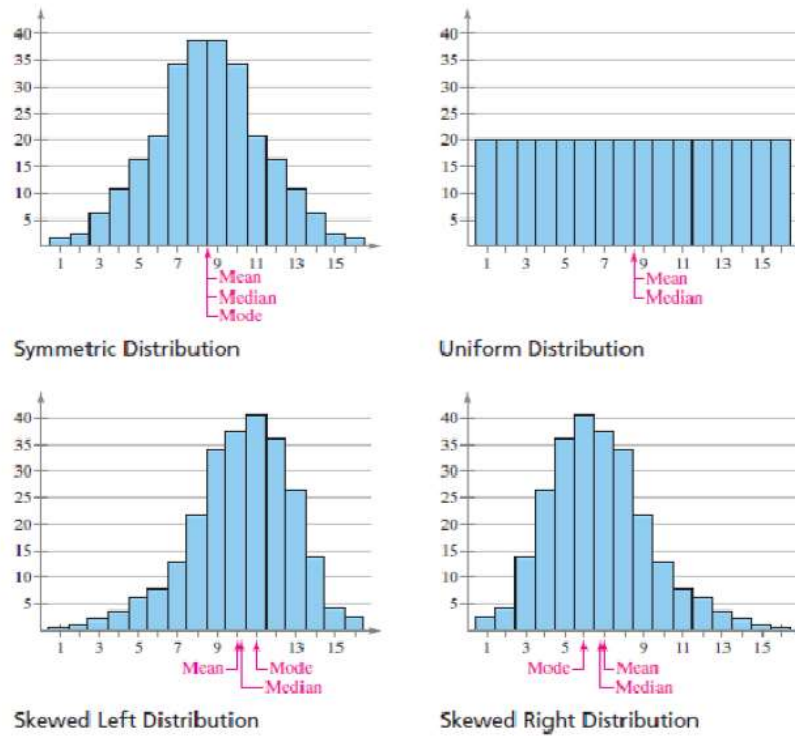 40
35
30
25
20
15
10
5
1 3 5 7 9 11 13 15
Mean
Median
Mode
Symmetric Distribution
40
35
30
25
20
15
10
5
1 3 5 7 9 11 13 15
Mean
Median
Uniform Distribution
40
35
30
25
20
15
10
5
1 3 5 7 9 11 13 15
Mean Mode
Median
Skewed Left Distribution
40
35
30
25
20
15
10
5
1 3 5 7 9 11 13 15
Mode Mean
Median
Skewed Right Distribution